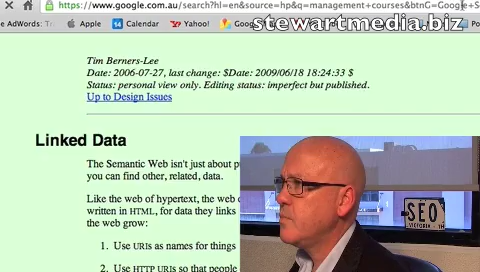 https://www.google.com.au/search?hl=en&source=hp&q=management+courses&btnG=Google+S
stewartmedia.biz
AdWords Apple 14 Calendar Yahoo! Google M
Tim Berners-Lee
Date: 2006-07-27, last change: $Date: 2009/06/18 18:24:33 $
Status: personal view only. Editing status: imperfect but published.
Up to Design Issues
Linked Data
The Semantic Web isn't just about p
you can find other, related, data.
Like the web of hypertext, the web o
written in HTML, for data they links
the web grow:
1. Use URIs as names for things
2. Use HTTP URIs so that people
SEO
VICTORIA